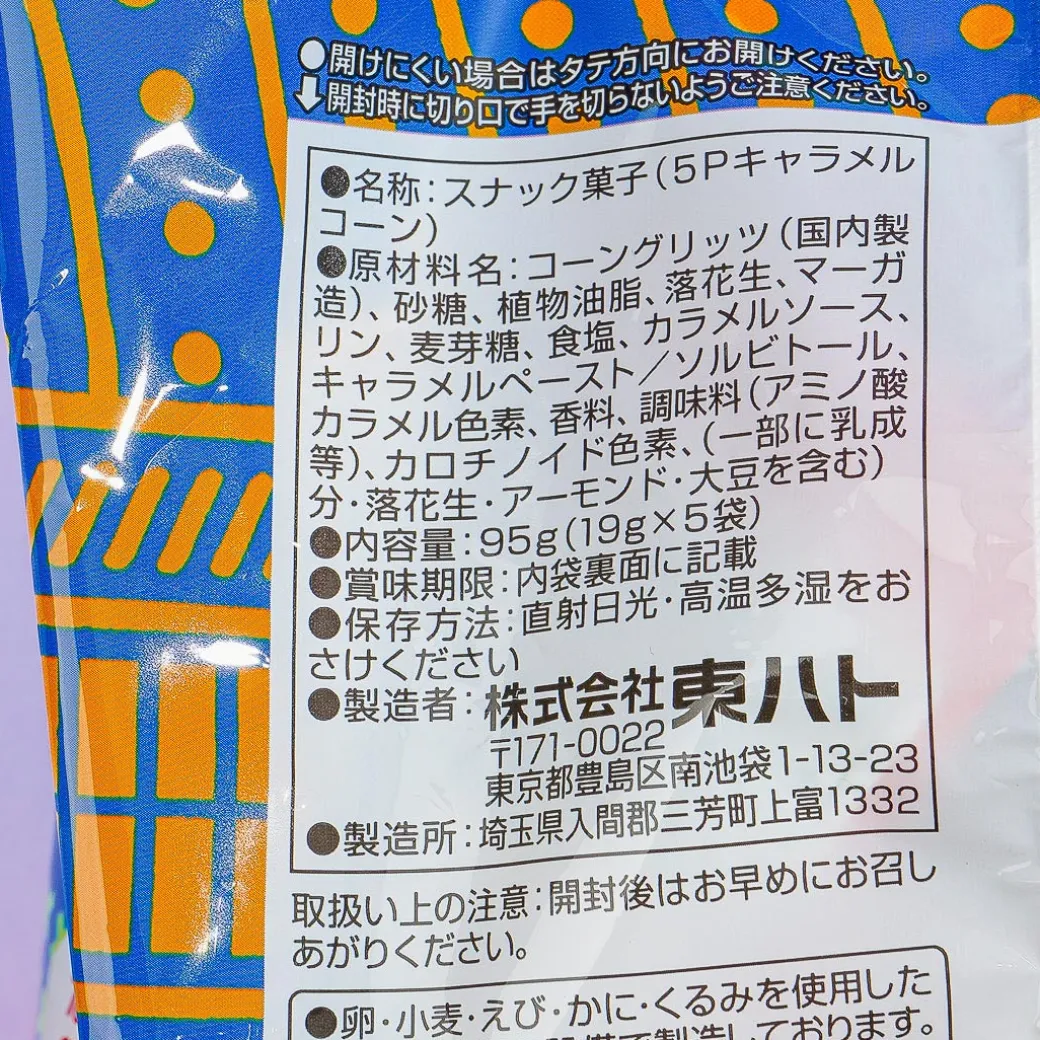 ●開けにくい場合はタテ方向にお開けください。
↓開封時に切り口で手を切らないようご注意ください。
●名称：スナック菓子（５Ｐキャラメル
コーン）
●原材料名：コーングリッツ（国内製
造）、砂糖、植物油脂、落花生、マーガ
リン、麦芽糖、食塩、カラメルソース、
キャラメルペースト／ソルビトール、
カラメル色素、香料、調味料（アミノ酸
等）、カロチノイド色素、（一部に乳成
分・落花生・アーモンド・大豆を含む）
●内容量：95g（19g×5袋）
●賞味期限：内袋裏面に記載
●保存方法：直射日光・高温多湿をお
さけください
●製造者：株式会社東ハト
〒171-0022
東京都豊島区南池袋1-13-23
●製造所：埼玉県入間郡三芳町上富1332
取扱い上の注意：開封後はお早めにお召し
あがりください。
●卵・小麦・えび・かに・くるみを使用した
設備で製造しております。